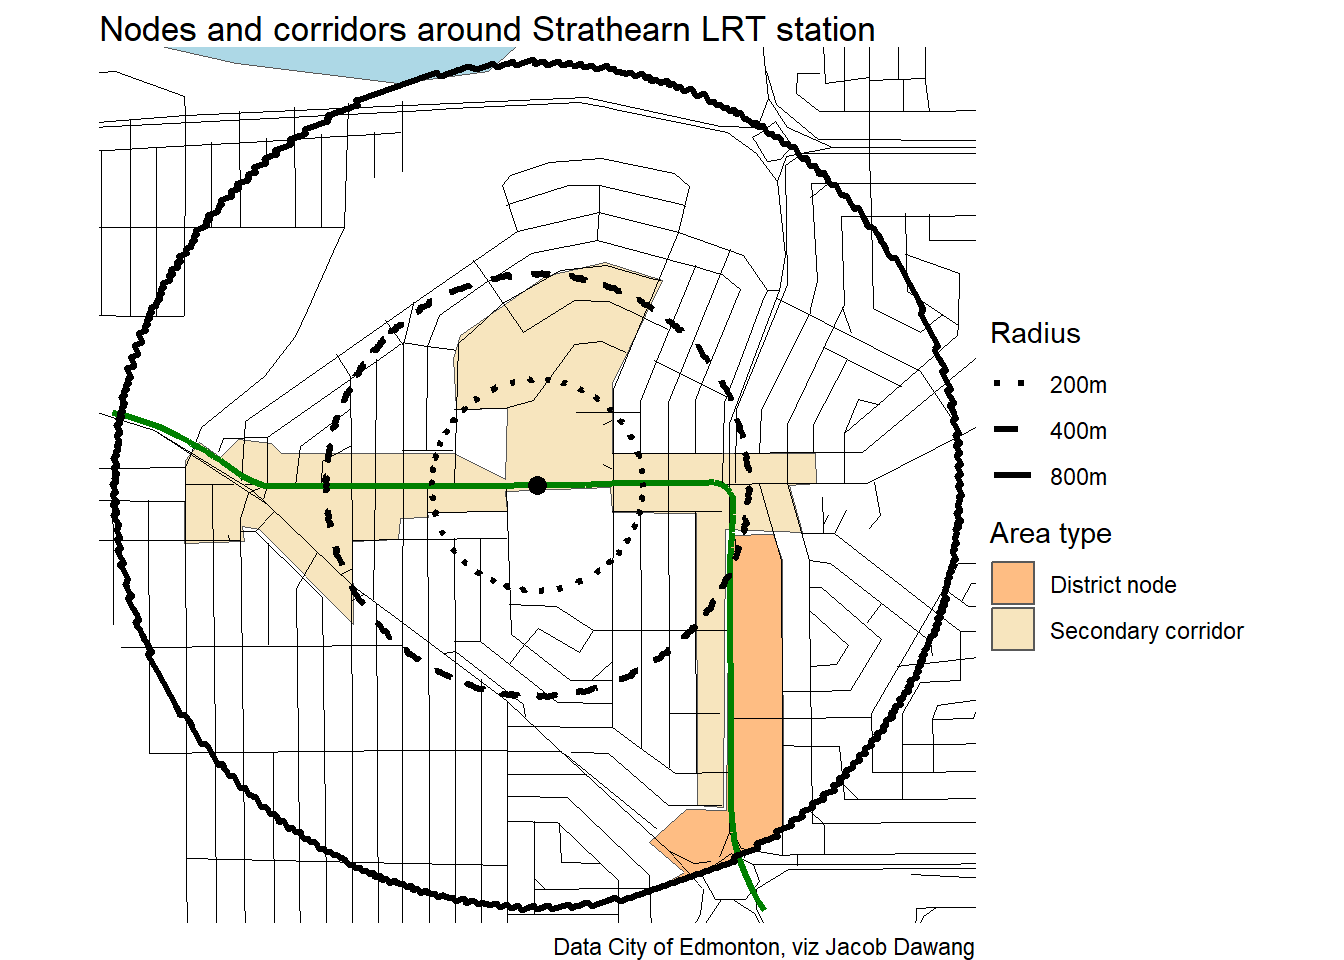 Nodes and corridors around Strathearn LRT station
Radius
200m
400m
800m
Area type
District node
Secondary corridor
Data City of Edmonton, viz Jacob Dawang